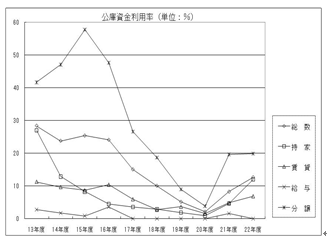 公庫資金利用率(単位:%)
60
50
40
30
20
10
0
13年度 14年度 15年度 16年度 17年度 18年度 19年度 20年度 21年度 22年度
総数
持家
賃貸
給与
分譲